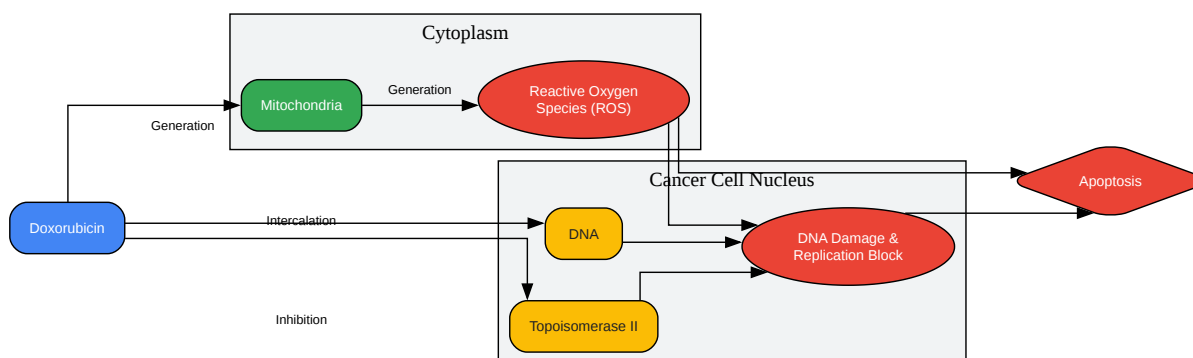 Cytoplasm
Mitochondria
Generation
Reactive Oxygen
Species (ROS)
Generation
Cancer Cell Nucleus
Apoptosis
Doxorubicin
Intercalation
DNA
DNA Damage &
Replication Block
Inhibition
Topoisomerase II